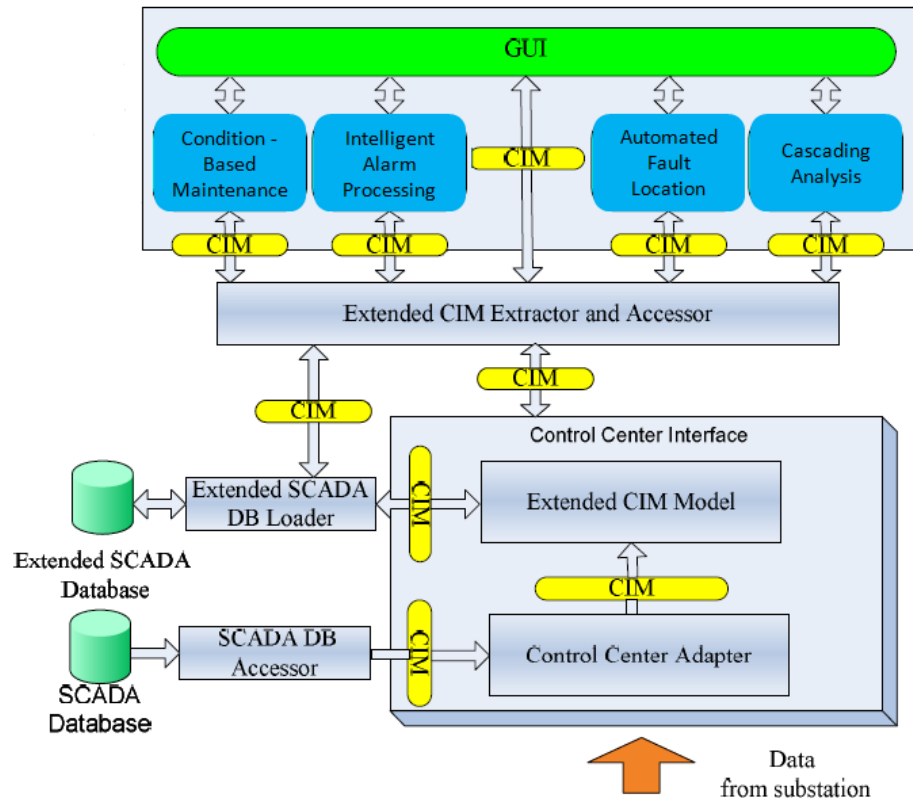 GUI
Condition -
Based
Maintenance
Intelligent
Alarm
Processing
CIM
Automated
Fault
Location
Cascading
Analysis
CIM
CIM
CIM
CIM
Extended CIM Extractor and Accessor
CIM
CIM
Control Center Interface
Extended SCADA
DB Loader
CIM
Extended CIM Model
Extended SCADA
Database
CIM
SCADA DB
Accessor
CIM
Control Center Adapter
SCADA
Database
Data
from substation